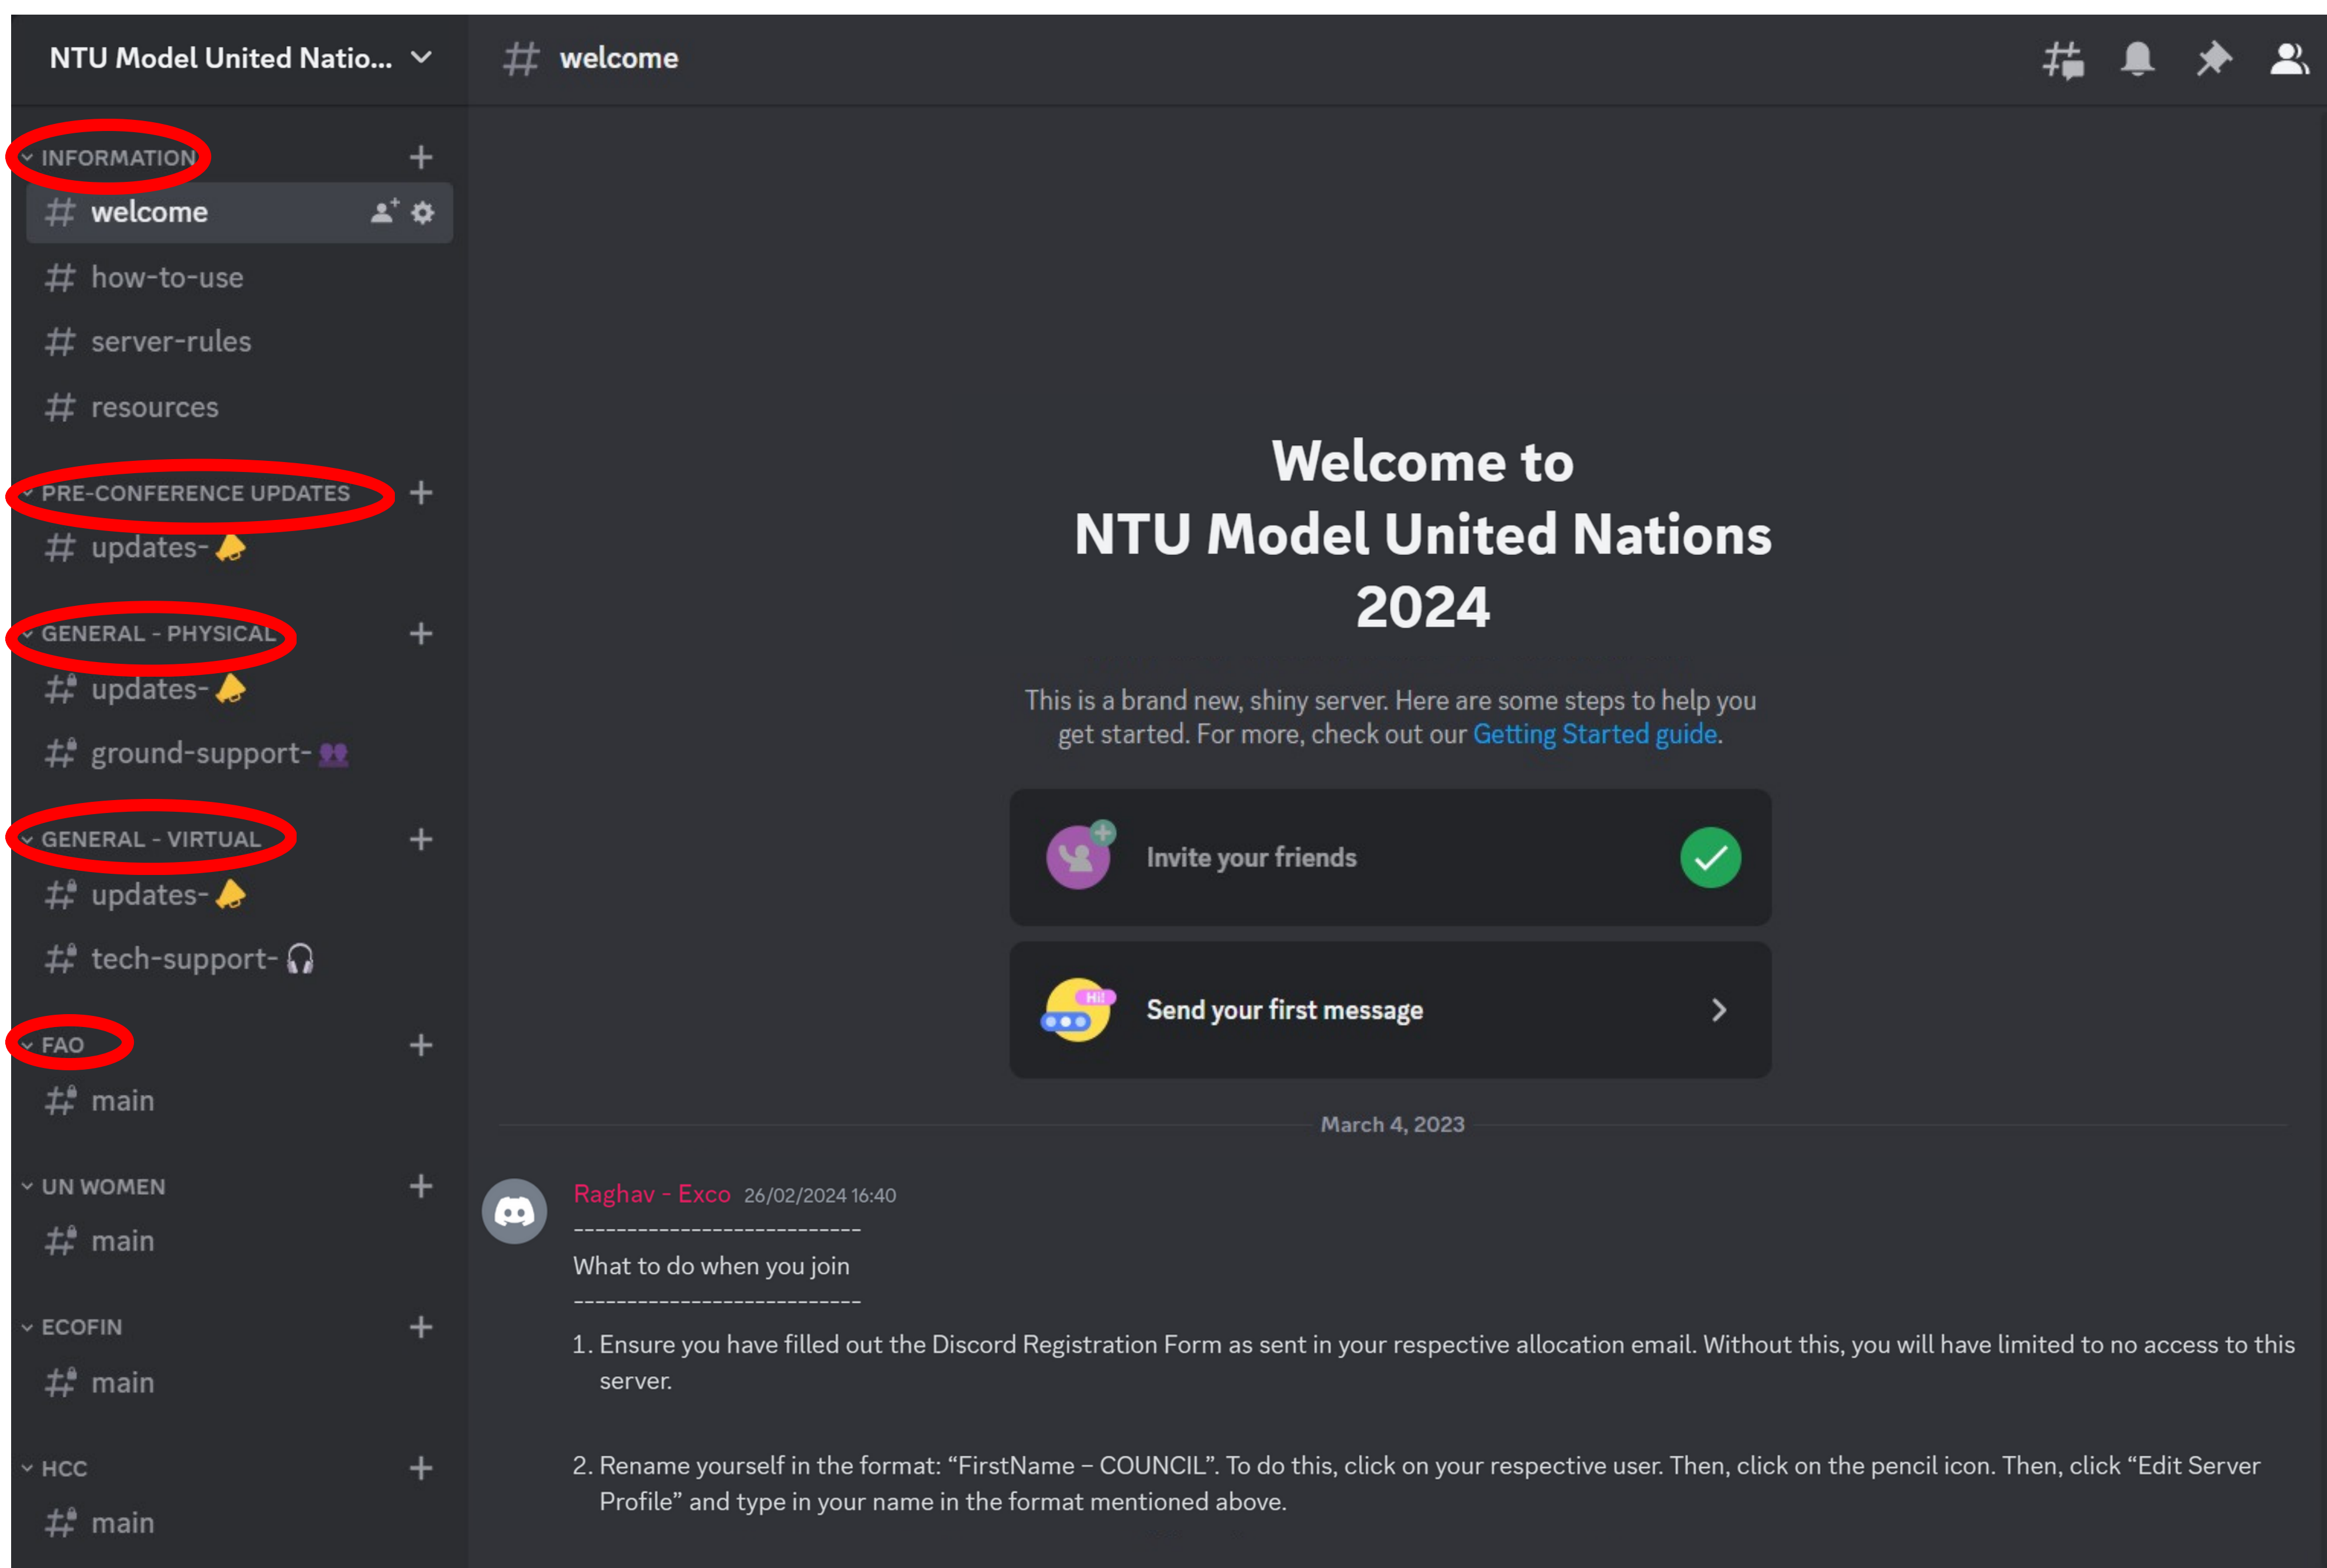 NTU Model United Natio...
INFORMATION
welcome
how-to-use
server-rules
resources
PRE-CONFERENCE UPDATES
updates-
GENERAL - PHYSICAL
updates-
ground-support-
GENERAL - VIRTUAL
updates-
tech-support-
FAO
main
UN WOMEN
main
ECOFIN
main
HCC
main
welcome
Welcome to
NTU Model United Nations
2024
This is a brand new, shiny server. Here are some steps to help you
get started. For more, check out our Getting Started guide.
Invite your friends
Hi!
Send your first message
March 4, 2023
Raghav - Exco 26/02/2024 16:40
---------------------------
What to do when you join
---------------------------
1. Ensure you have filled out the Discord Registration Form as sent in your respective allocation email. Without this, you will have limited to no access to this
server.
2. Rename yourself in the format: “FirstName – COUNCIL”. To do this, click on your respective user. Then, click on the pencil icon. Then, click “Edit Server
Profile” and type in your name in the format mentioned above.